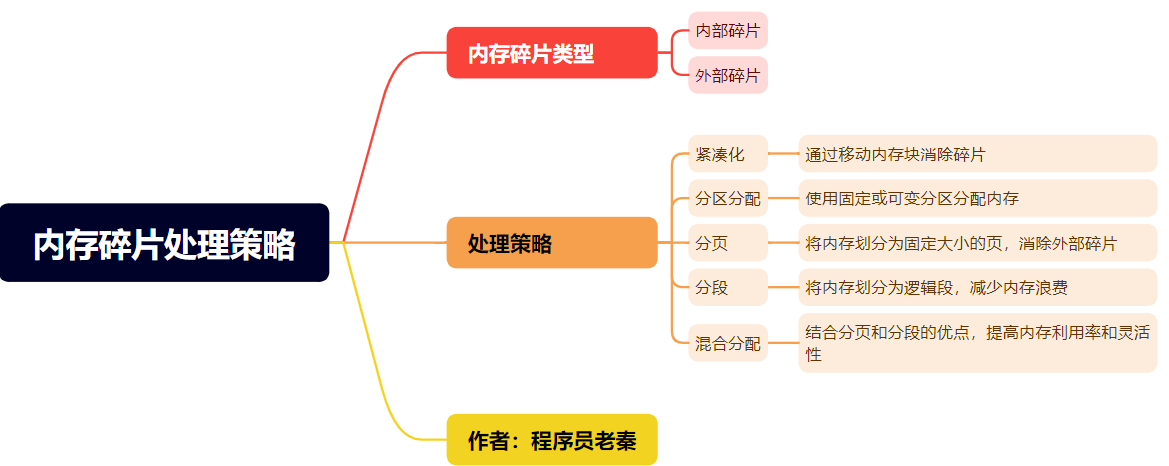 内存碎片处理策略
内存碎片类型
内部碎片
外部碎片
处理策略
紧凑化
通过移动内存块消除碎片
分区分配
使用固定或可变分区分配内存
分页
将内存划分为固定大小的页，消除外部碎片
分段
将内存划分为逻辑段，减少内存浪费
混合分配
结合分页和分段的优点，提高内存利用率和灵活
性
作者：程序员老秦